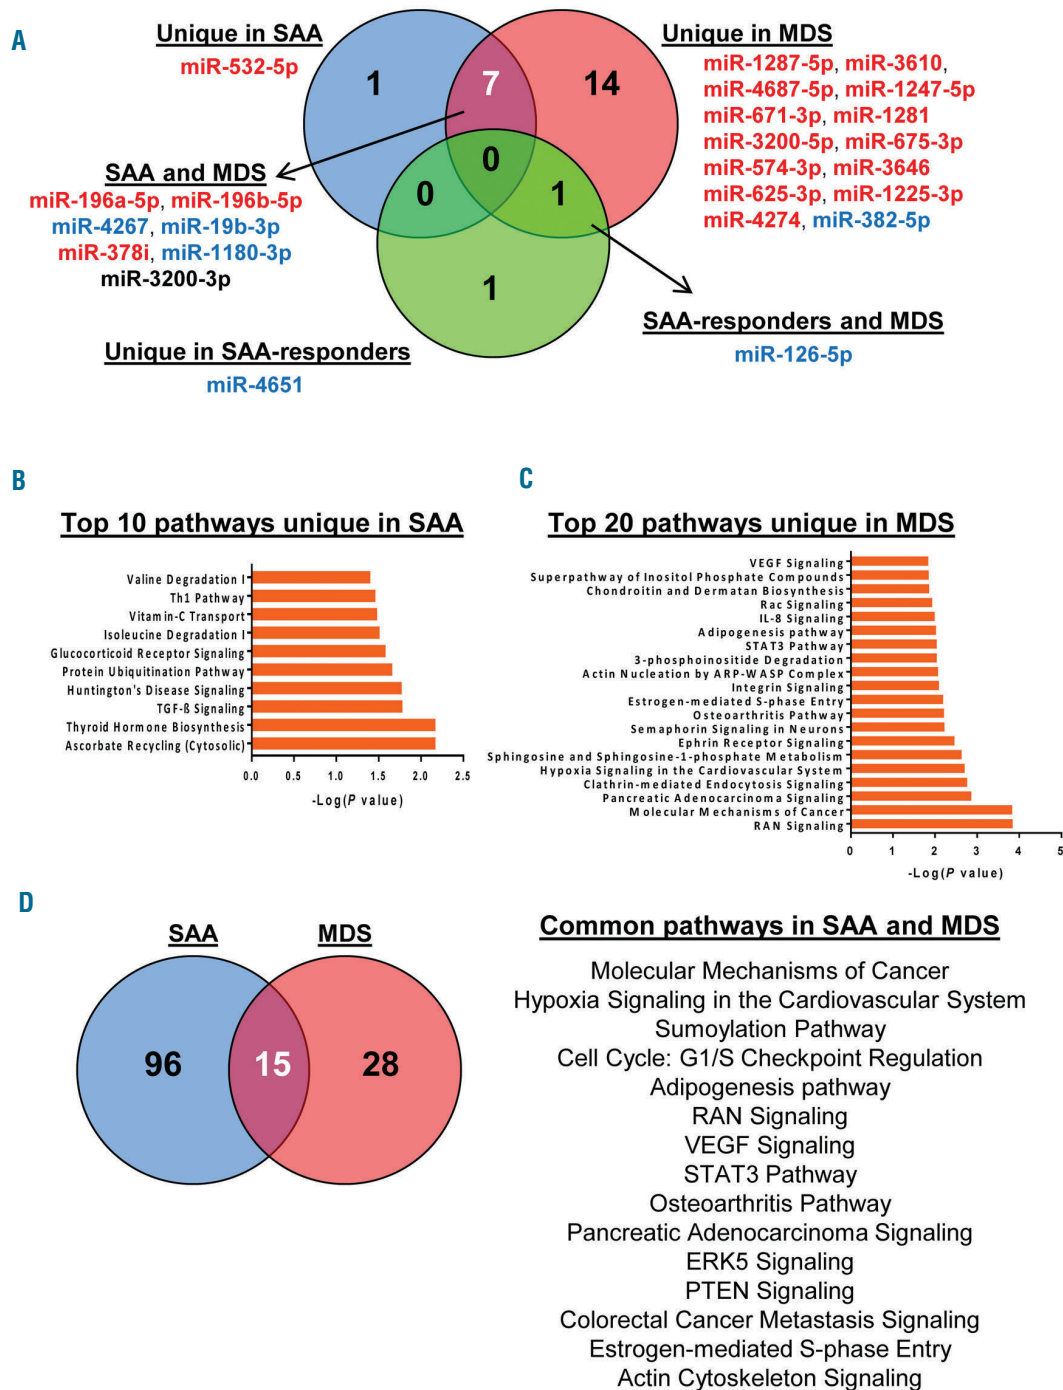 A
Unique in SAA
miR-532-5p
1
7
14
0
0
1
1
Unique in MDS
miR-1287-5p, miR-3610,
miR-4687-5p, miR-1247-5p
miR-671-3p, miR-1281
miR-3200-5p, miR-675-3p
miR-574-3p, miR-3646
miR-625-3p, miR-1225-3p
miR-4274, miR-382-5p
SAA and MDS
miR-196a-5p, miR-196b-5p
miR-4267, miR-19b-3p
miR-378i, miR-1180-3p
miR-3200-3p
SAA-responders and MDS
miR-126-5p
Unique in SAA-responders
miR-4651
B
Top 10 pathways unique in SAA
Valine Degradation I
Th1 Pathway
Vitamin-C Transport
Isoleucine Degradation I
Glucocorticoid Receptor Signaling
Protein Ubiquitination Pathway
Huntington's Disease Signaling
TGF-ß Signaling
Thyroid Hormone Biosynthesis
Ascorbate Recycling (Cytosolic)
0.0 0.5 1.0 1.5 2.0 2.5
-Log(P value)
C
Top 20 pathways unique in MDS
VEGF Signaling
Superpathway of Inositol Phosphate Compounds
Chondroitin and Dermatan Biosynthesis
Rac Signaling
IL-8 Signaling
Adipogenesis pathway
STAT3 Pathway
3-phosphoinositide Degradation
Actin Nucleation by ARP-WASP Complex
Integrin Signaling
Estrogen-mediated S-phase Entry
Osteoarthritis Pathway
Semaphorin Signaling in Neurons
Ephrin Receptor Signaling
Sphingosine and Sphingosine-1-phosphate Metabolism
Hypoxia Signaling in the Cardiovascular System
Clathrin-mediated Endocytosis Signaling
Pancreatic Adenocarcinoma Signaling
Molecular Mechanisms of Cancer
RAN Signaling
0 1 2 3 4 5
-Log(P value)
D
SAA
MDS
96
15
28
Common pathways in SAA and MDS
Molecular Mechanisms of Cancer
Hypoxia Signaling in the Cardiovascular System
Sumoylation Pathway
Cell Cycle: G1/S Checkpoint Regulation
Adipogenesis pathway
RAN Signaling
VEGF Signaling
STAT3 Pathway
Osteoarthritis Pathway
Pancreatic Adenocarcinoma Signaling
ERK5 Signaling
PTEN Signaling
Colorectal Cancer Metastasis Signaling
Estrogen-mediated S-phase Entry
Actin Cytoskeleton Signaling